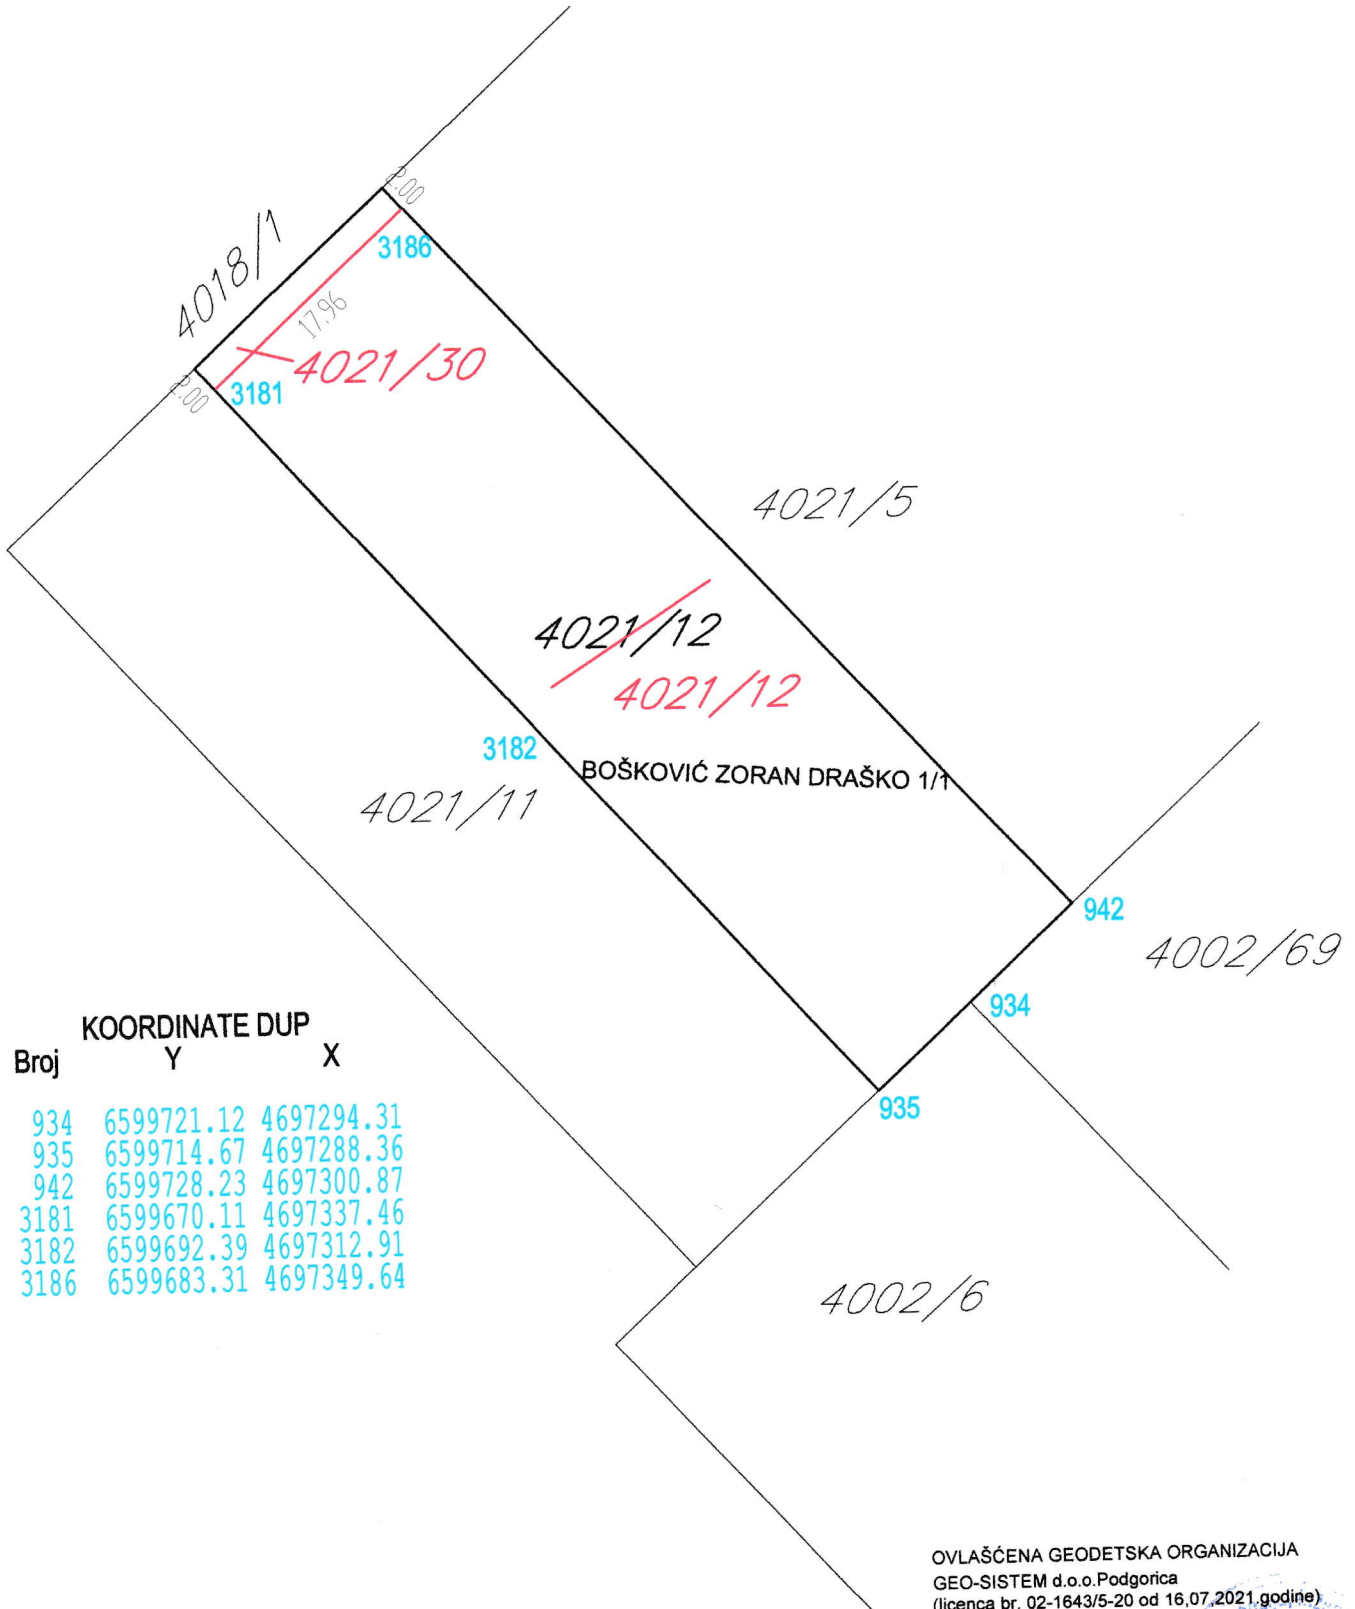 2.00
4018/1
3186
17.96
4021/30
2.00
3181
4021/5
4021/12
4021/12
3182
BOŠKOVIĆ ZORAN DRAŠKO 1/1
4021/11
942
4002/69
934
935
4002/6
KOORDINATE DUP
Broj Y X
934 6599721.12 4697294.31
935 6599714.67 4697288.36
942 6599728.23 4697300.87
3181 6599670.11 4697337.46
3182 6599692.39 4697312.91
3186 6599683.31 4697349.64
OVLAŠĆENA GEODETSKA ORGANIZACIJA
GEO-SISTEM d.o.o.Podgorica
(licenca br. 02-1643/5-20 od 16,07,2021.godine)